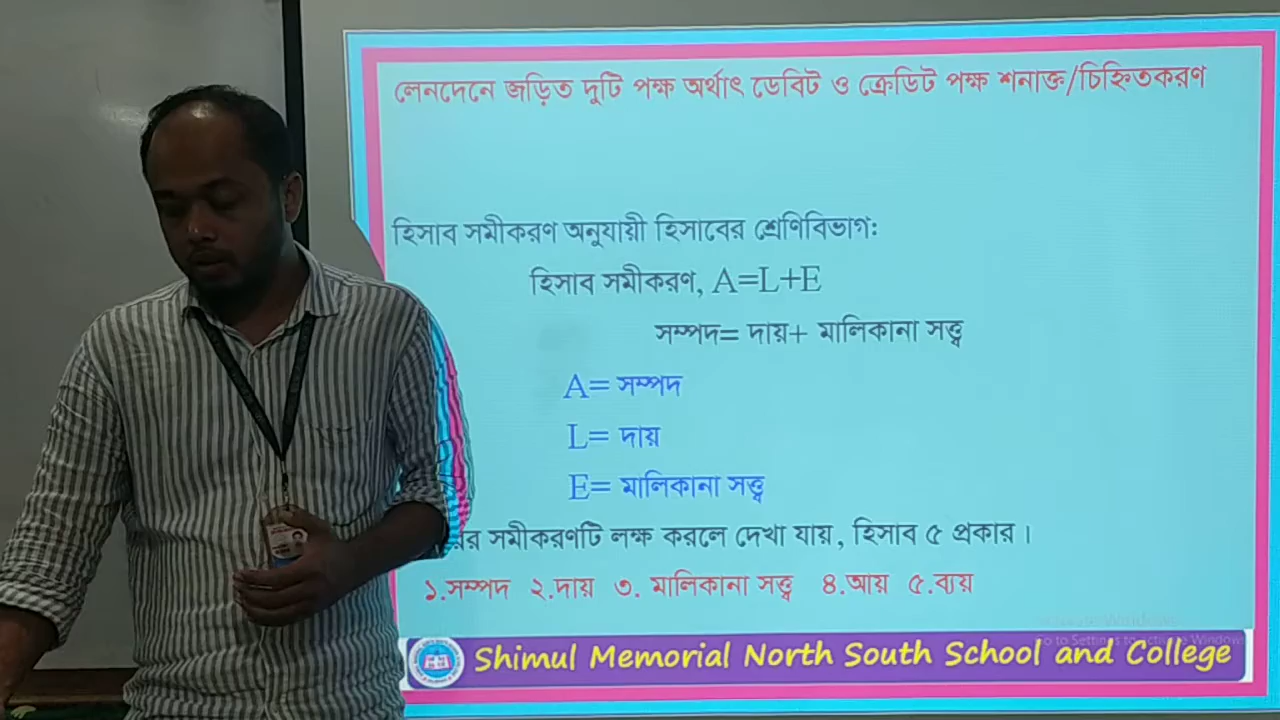 লেনদেনে জড়িত দুটি পক্ষ অর্থাৎ ডেবিট ও ক্রেডিট পক্ষ শনাক্ত/চিহ্নিতকরণ
হিসাব সমীকরণ অনুযায়ী হিসাবের শ্রেণিবিভাগঃ
হিসাব সমীকরণ, A=L+E
সম্পদ= দায়+ মালিকানা সত্ত্ব
A= সম্পদ
L= দায়
E= মালিকানা সত্ত্ব
সমীকরণটি লক্ষ করলে দেখা যায়, হিসাব ৫ প্রকার।
১.সম্পদ ২.দায় ৩. মালিকানা সত্ত্ব ৪.আয় ৫.ব্যয়
Shimul Memorial North South School and College